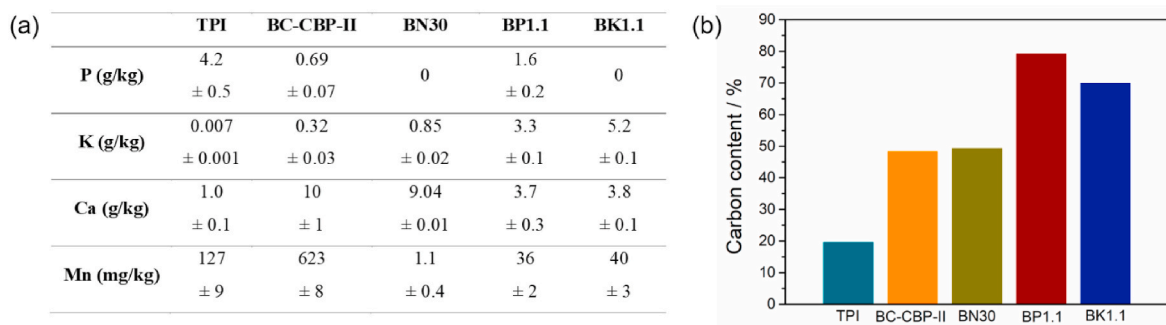 (a)
TPI BC-CBP-II BN30 BP1.1 BK1.1
P (g/kg) 4.2 ± 0.5 0.69 ± 0.07 0 1.6 ± 0.2 0
K (g/kg) 0.007 ± 0.001 0.32 ± 0.03 0.85 ± 0.02 3.3 ± 0.1 5.2 ± 0.1
Ca (g/kg) 1.0 ± 0.1 10 ± 1 9.04 ± 0.01 3.7 ± 0.3 3.8 ± 0.1
Mn (mg/kg) 127 ± 9 623 ± 8 1.1 ± 0.4 36 ± 2 40 ± 3
(b)
Carbon content / %
90
80
70
60
50
40
30
20
10
0
TPI BC-CBP-II BN30 BP1.1 BK1.1